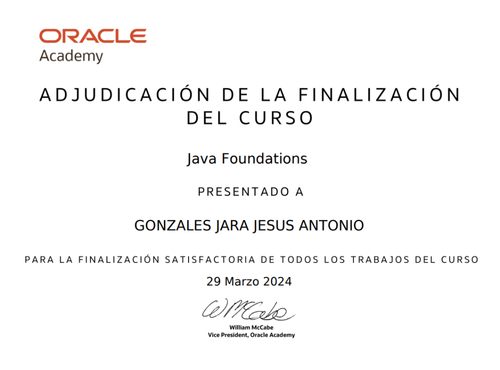 ORACLE
Academy
ADJUDICACIÓN DE LA FINALIZACIÓN
DEL CURSO
Java Foundations
PRESENTADO A
GONZALES JARA JESUS ANTONIO
PARA LA FINALIZACIÓN SATISFACTORIA DE TODOS LOS TRABAJOS DEL CURSO
29 Marzo 2024
WMcCabe
William McCabe
Vice President, Oracle Academy